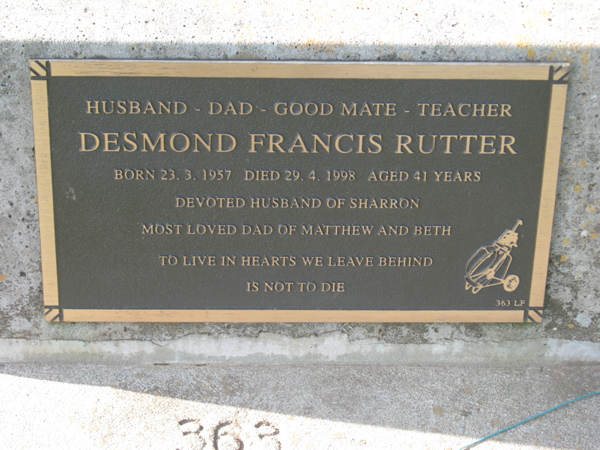 HUSBAND - DAD - GOOD MATE - TEACHER
DESMOND FRANCIS RUTTER
BORN 23. 3. 1957 DIED 29. 4. 1998 AGED 41 YEARS
DEVOTED HUSBAND OF SHARRON
MOST LOVED DAD OF MATTHEW AND BETH
TO LIVE IN HEARTS WE LEAVE BEHIND
IS NOT TO DIE
363 LF
363